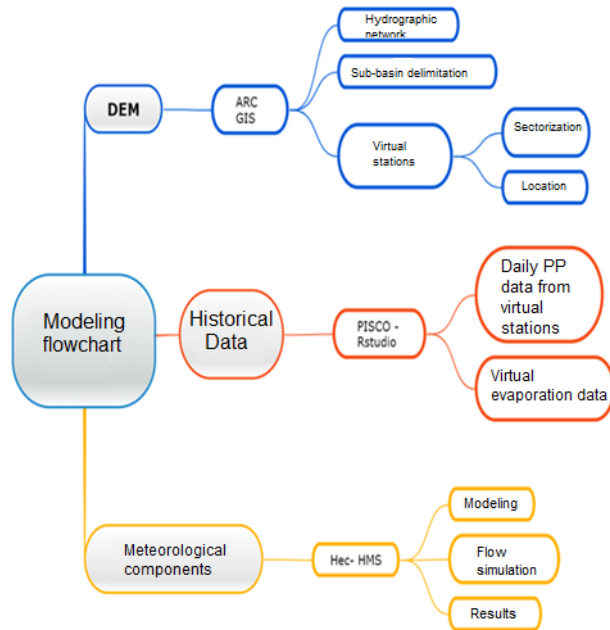 Hydrographic
network
Sub-basin delimitation
DEM
ARC
GIS
Virtual
stations
Sectorization
Location
Modeling
flowchart
Historical
Data
PISCO -
Rstudio
Daily PP
data from
virtual
stations
Virtual
evaporation data
Meteorological
components
Hec- HMS
Modeling
Flow
simulation
Results